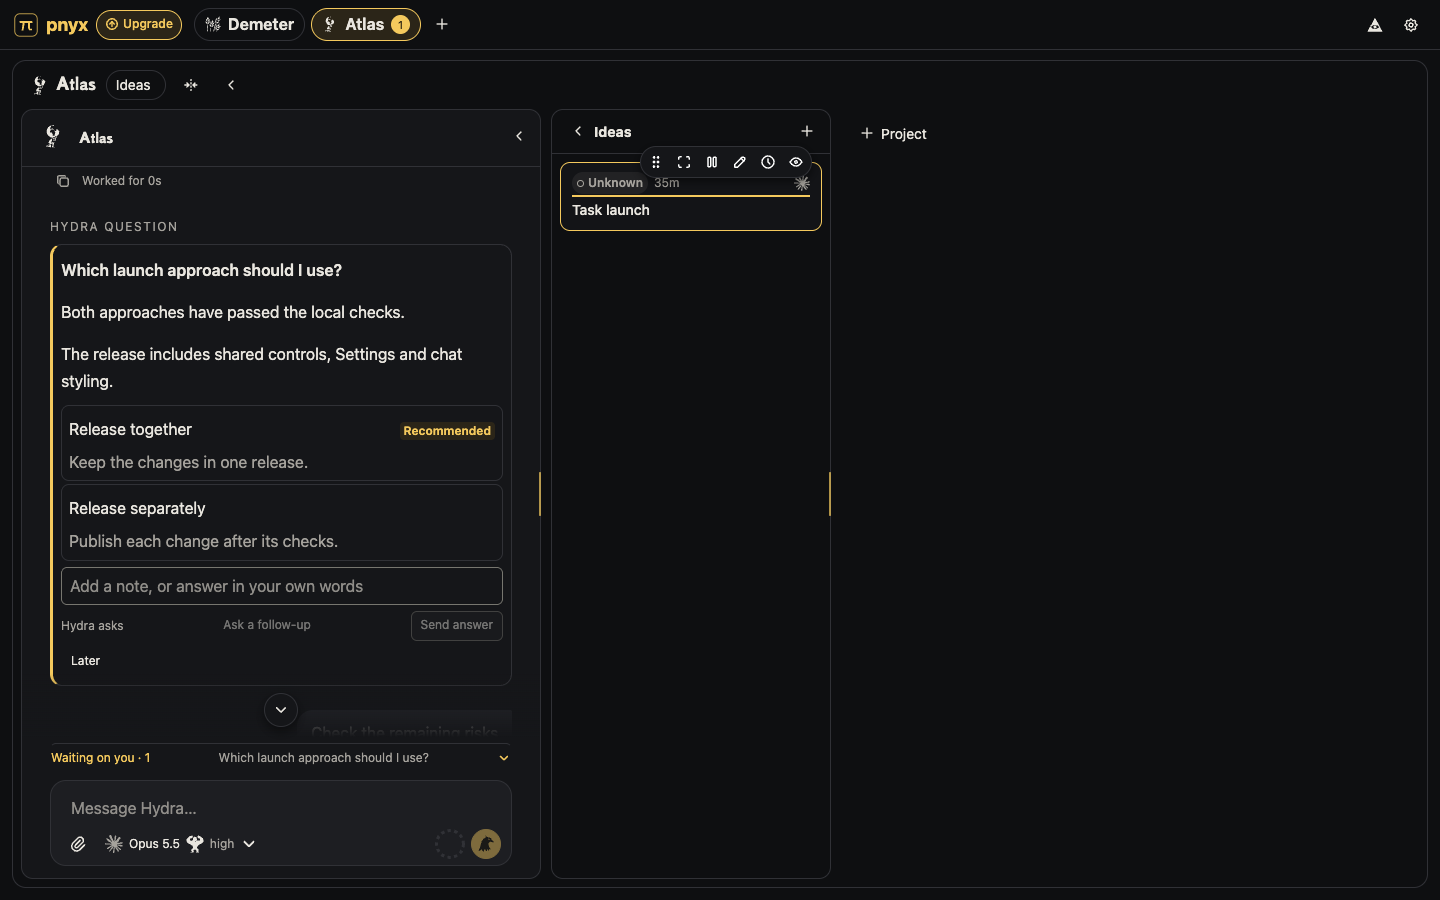 π pnyx Upgrade Demeter Atlas 1
Atlas Ideas
Atlas
Worked for 0s
HYDRA QUESTION
Which launch approach should I use?
Both approaches have passed the local checks.
The release includes shared controls, Settings and chat
styling.
Release together Recommended
Keep the changes in one release.
Release separately
Publish each change after its checks.
Add a note, or answer in your own words
Hydra asks Ask a follow-up Send answer
Later
Check the remaining risks
Waiting on you · 1 Which launch approach should I use?
Message Hydra...
Opus 5.5 high
Ideas
Unknown 35m
Task launch
Project